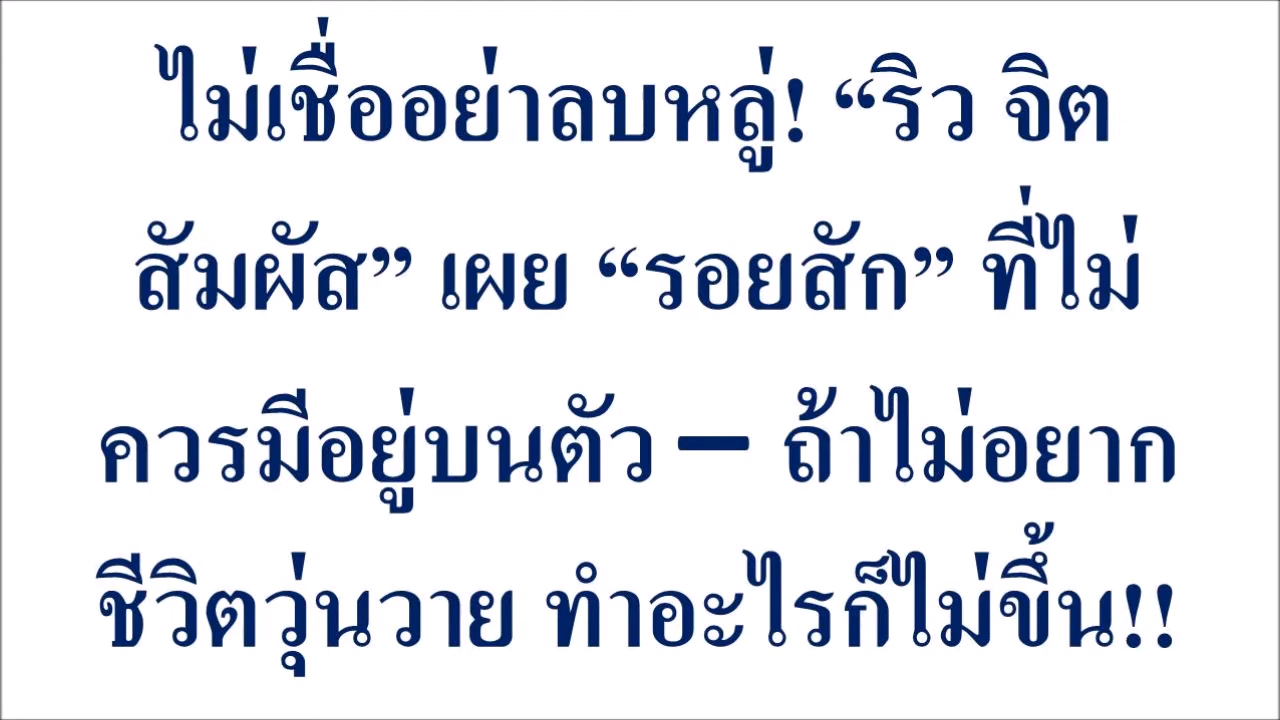 ไม่เชื่ออย่าลบหลู่! “ริว จิต
สัมผัส” เผย “รอยสัก” ที่ไม่
ควรมีอยู่บนตัว – ถ้าไม่อยาก
ชีวิตวุ่นวาย ทำอะไรก็ไม่ขึ้น!!